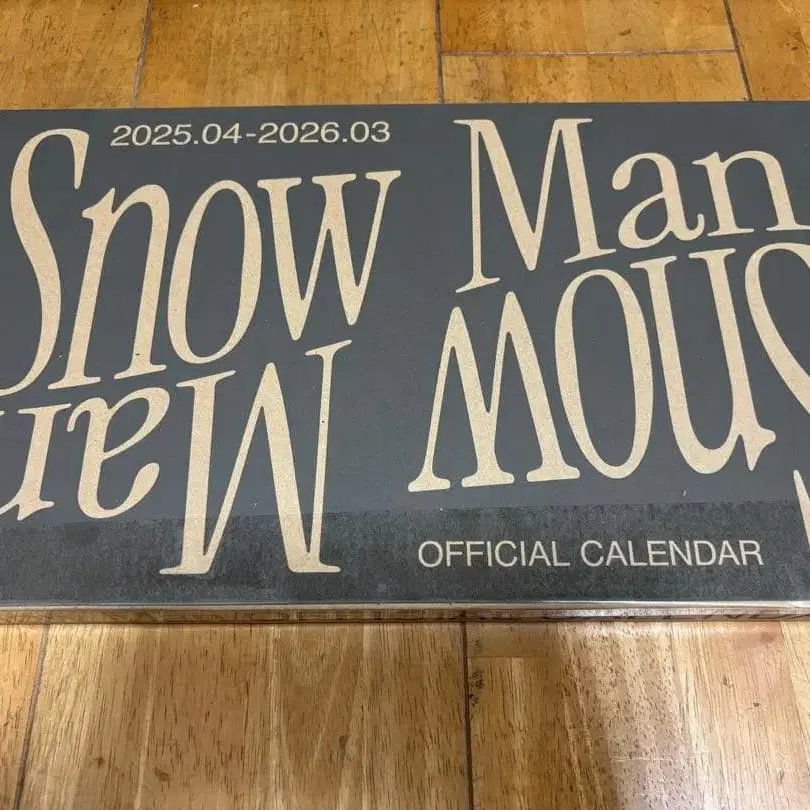 2025.04-2026.03
Snow Man
Snow Man
OFFICIAL CALENDAR